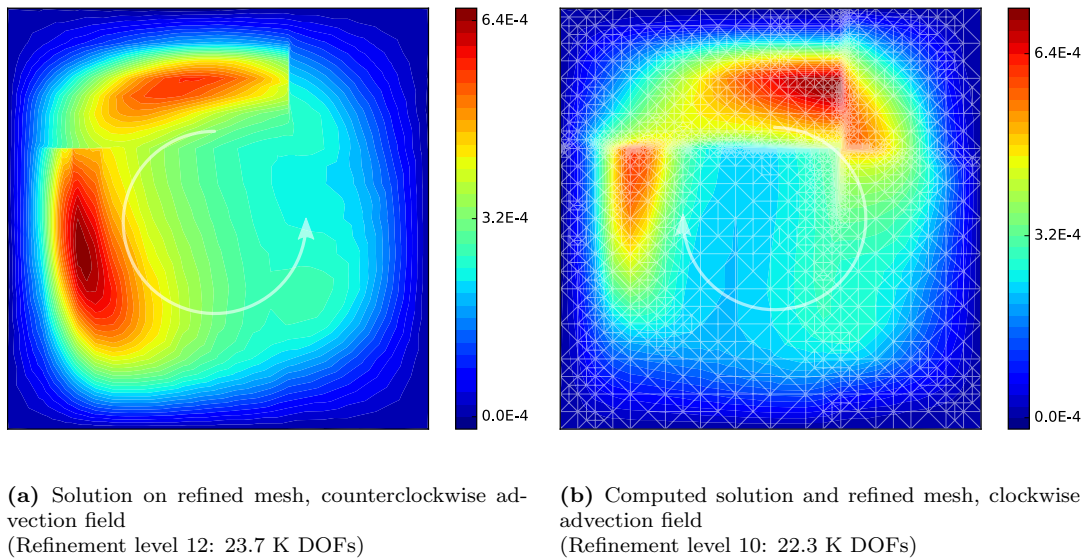 6.4E-4
3.2E-4
0.0E-4
6.4E-4
3.2E-4
0.0E-4
(a) Solution on refined mesh, counterclockwise ad-
vection field
(Refinement level 12: 23.7 K DOFs)
(b) Computed solution and refined mesh, clockwise
advection field
(Refinement level 10: 22.3 K DOFs)